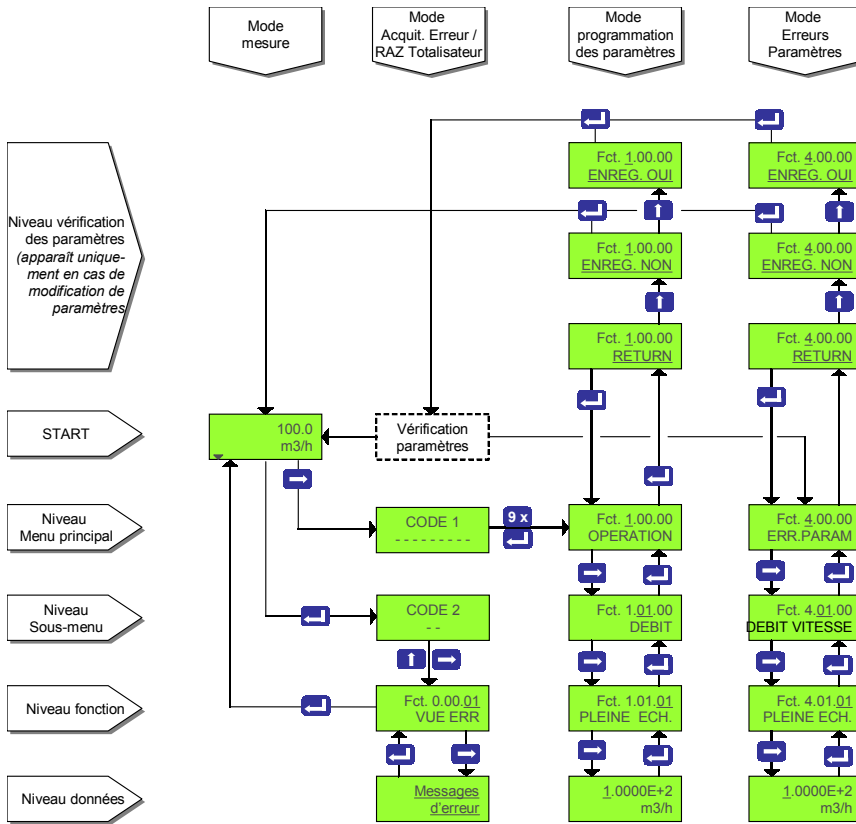 Mode
mesure
Mode
Acquit. Erreur /
RAZ Totalisateur
Mode
programmation
des paramètres
Mode
Erreurs
Paramètres
Niveau vérification
des paramètres
(apparaît unique-
ment en cas de
modification de
paramètres
Fct. 1.00.00
ENREG. OUI
Fct. 4.00.00
ENREG. OUI
Fct. 1.00.00
ENREG. NON
Fct. 4.00.00
ENREG. NON
Fct. 1.00.00
RETURN
Fct. 4.00.00
RETURN
START
100.0
m3/h
Vérification
paramètres
Niveau
Menu principal
CODE 1
- - - - - - - - -
9 x
Fct. 1.00.00
OPERATION
Fct. 4.00.00
ERR.PARAM
Niveau
Sous-menu
CODE 2
- -
Fct. 1.01.00
DEBIT
Fct. 4.01.00
DEBIT VITESSE
Niveau fonction
Fct. 0.00.01
VUE ERR
Fct. 1.01.01
PLEINE ECH.
Fct. 4.01.01
PLEINE ECH.
Niveau données
Messages
d'erreur
1.0000E+2
m3/h
1.0000E+2
m3/h